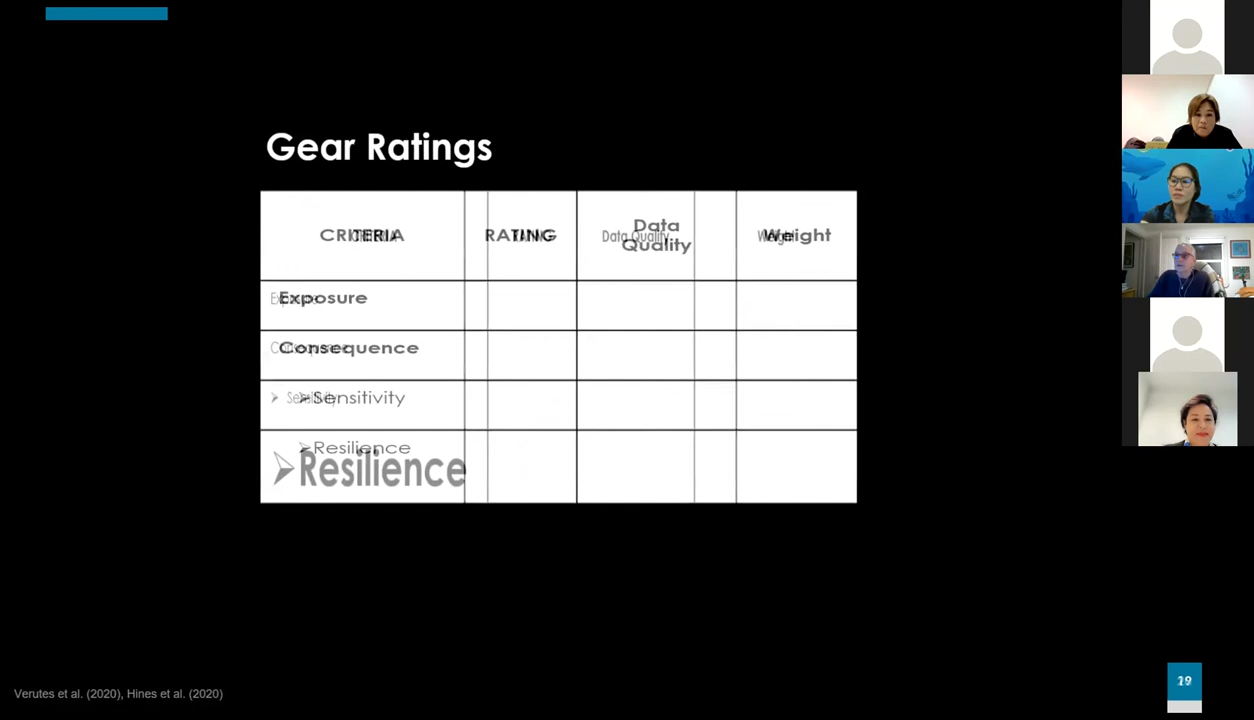 Gear Ratings
CRITERIA RATING Data Quality Weight
Exposure
Consequence
➢Sensitivity
➢Resilience
➢Resilience
Verutes et al. (2020), Hines et al. (2020)